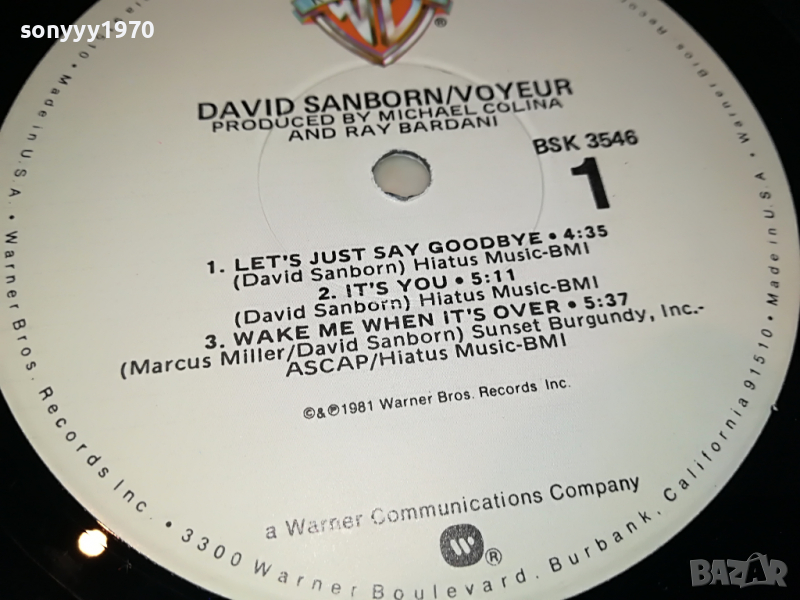 sonyyy1970
DAVID SANBORN/VOYEUR
PRODUCED BY MICHAEL COLINA
AND RAY BARDANI
BSK 3546
1
1. LET'S JUST SAY GOODBYE • 4:35
(David Sanborn) Hiatus Music-BMI
2. IT'S YOU • 5:11
(David Sanborn) Hiatus Music-BMI
3. WAKE ME WHEN IT'S OVER • 5:37
(Marcus Miller/David Sanborn) Sunset Burgundy, Inc.-
ASCAP/Hiatus Music-BMI
©&℗1981 Warner Bros. Records Inc.
a Warner Communications Company
®
Made in U.S.A. • Warner Bros. Records Inc. • 3300 Warner Boulevard. Burbank, California 91510 • Made in U.S.A. • Warner Bros. Records
BAZAR